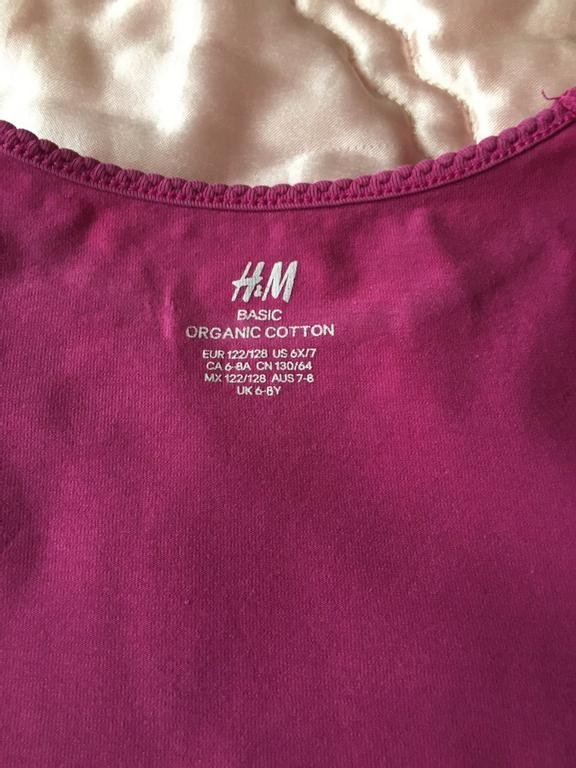 H&M
BASIC
ORGANIC COTTON
EUR 122/128 US 6X/7
CA 6-8A CN 130/64
MX 122/128 AUS 7-8
UK 6-8Y